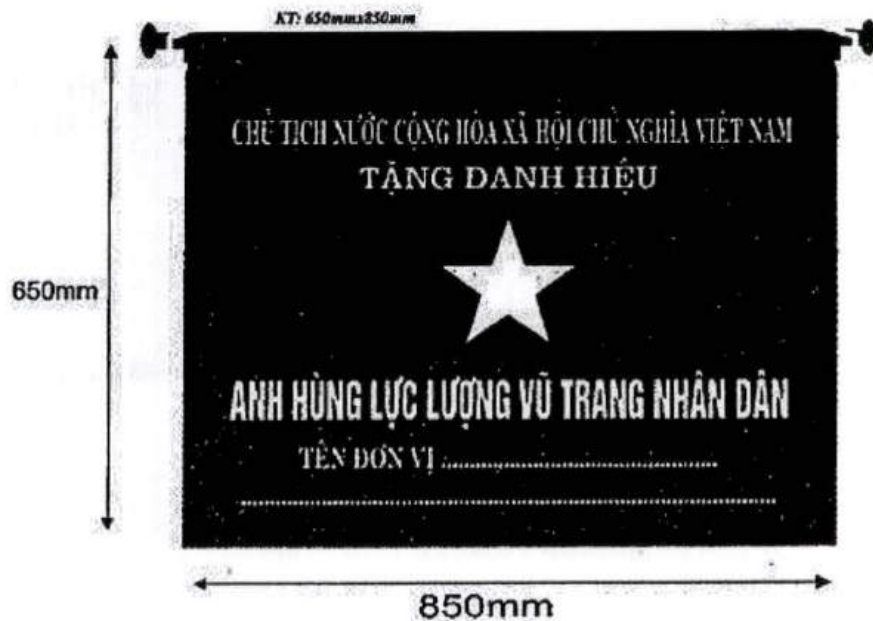 KT: 650mmx850mm
CHỦ TỊCH NƯỚC CỘNG HÒA XÃ HỘI CHỦ NGHĨA VIỆT NAM
TẶNG DANH HIỆU
650mm
ANH HÙNG LỰC LƯỢNG VŨ TRANG NHÂN DÂN
TÊN ĐƠN VỊ ..............................................
..........................................................................................
850mm